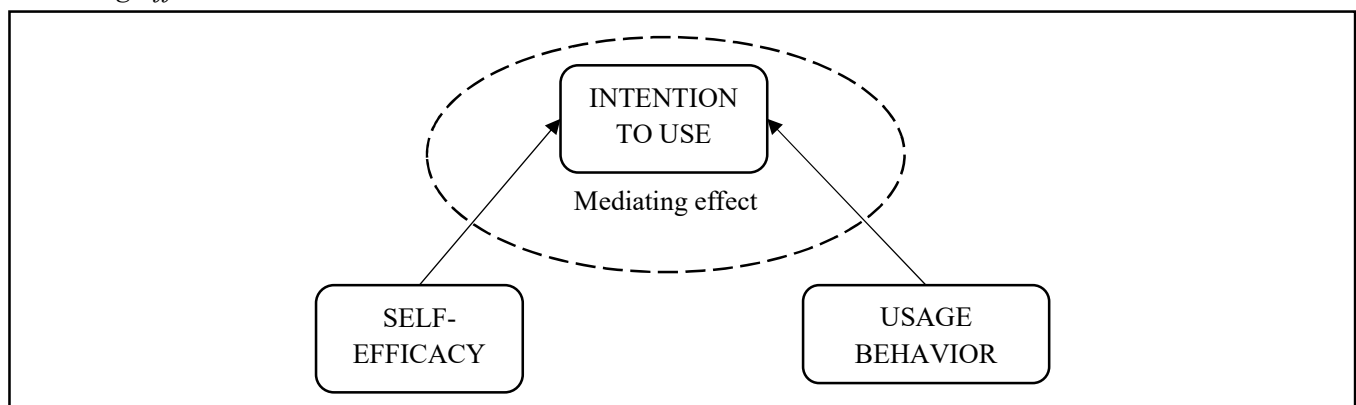 INTENTION
TO USE
Mediating effect
SELF-
EFFICACY
USAGE
BEHAVIOR